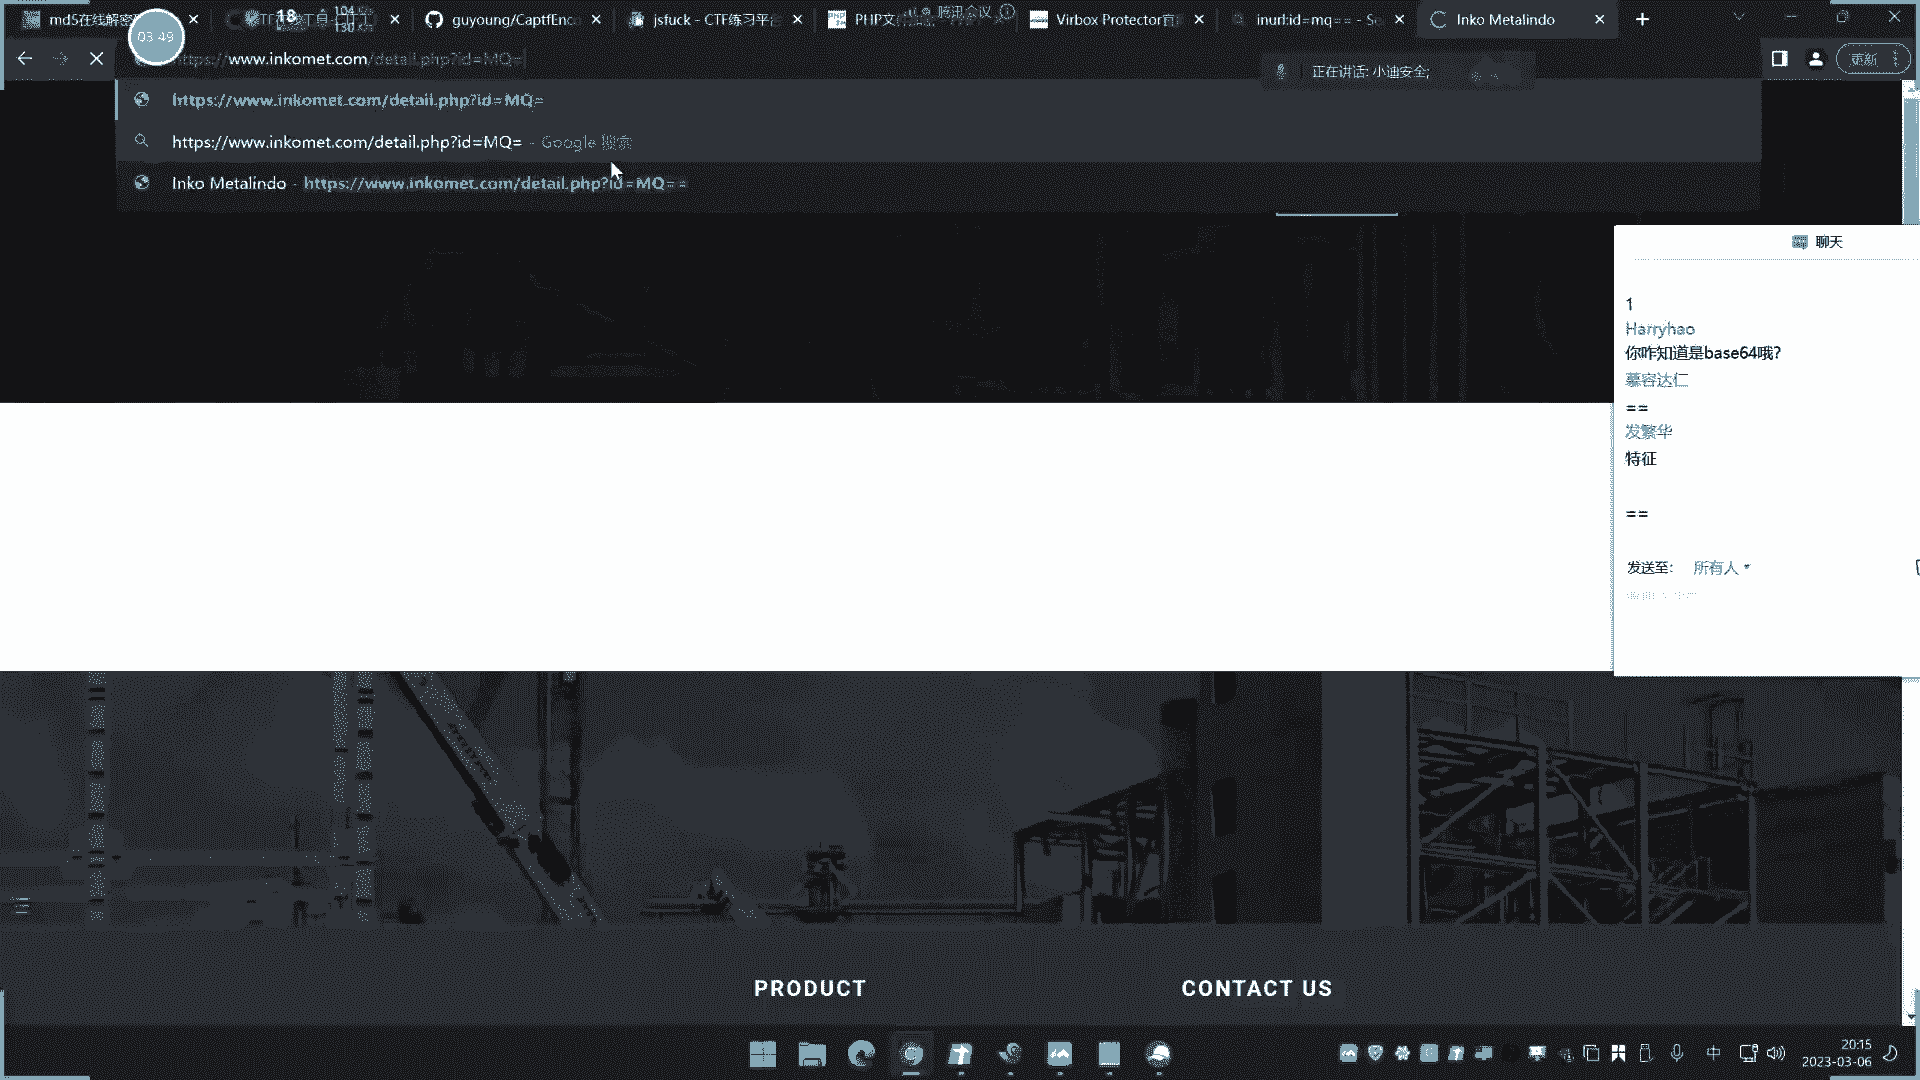 md5在线解密
18
104
130
guyoung/CaptfEnc
jsfuck - CTF练习平台
PHP文
腾讯会议
Virbox Protector官
inurl:id=mq== - Se
Inko Metalindo
03:49
https://www.inkomet.com/detail.php?id=MQ=
正在讲话: 小迪安全;
更新
https://www.inkomet.com/detail.php?id=MQ=
https://www.inkomet.com/detail.php?id=MQ= - Google 搜索
Inko Metalindo - https://www.inkomet.com/detail.php?id=MQ==
聊天
1
Harryhao
你咋知道是base64哦?
慕容达仁
==
发繁华
特征
==
发送至: 所有人
PRODUCT
CONTACT US
中
20:15
2023-03-06